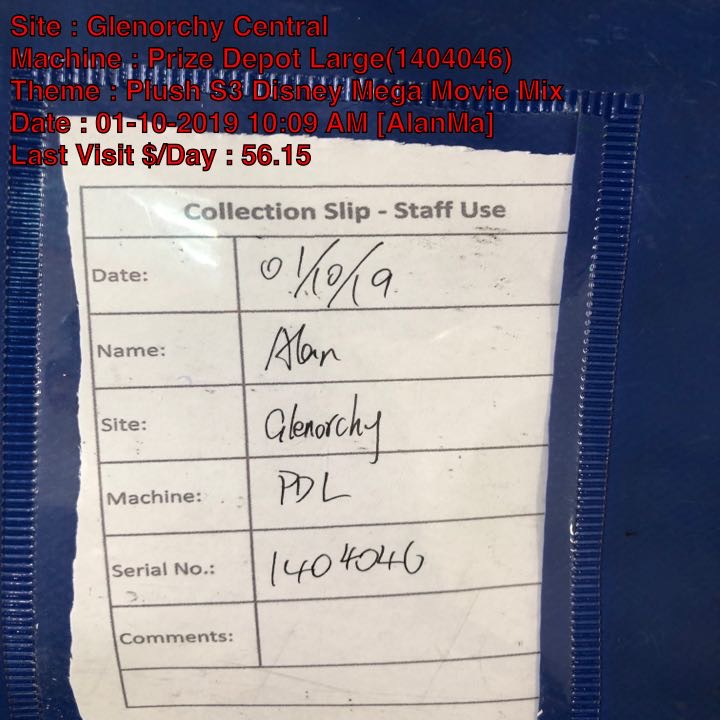 Site : Glenorchy Central
Machine : Prize Depot Large(1404046)
Theme : Plush S3 Disney Mega Movie Mix
Date : 01-10-2019 10:09 AM [AlanMa]
Last Visit $/Day : 56.15
Collection Slip - Staff Use
Date: 01/10/19
Name: Alan
Site: Glenorchy
Machine: PDL
Serial No.: 1404046
Comments: